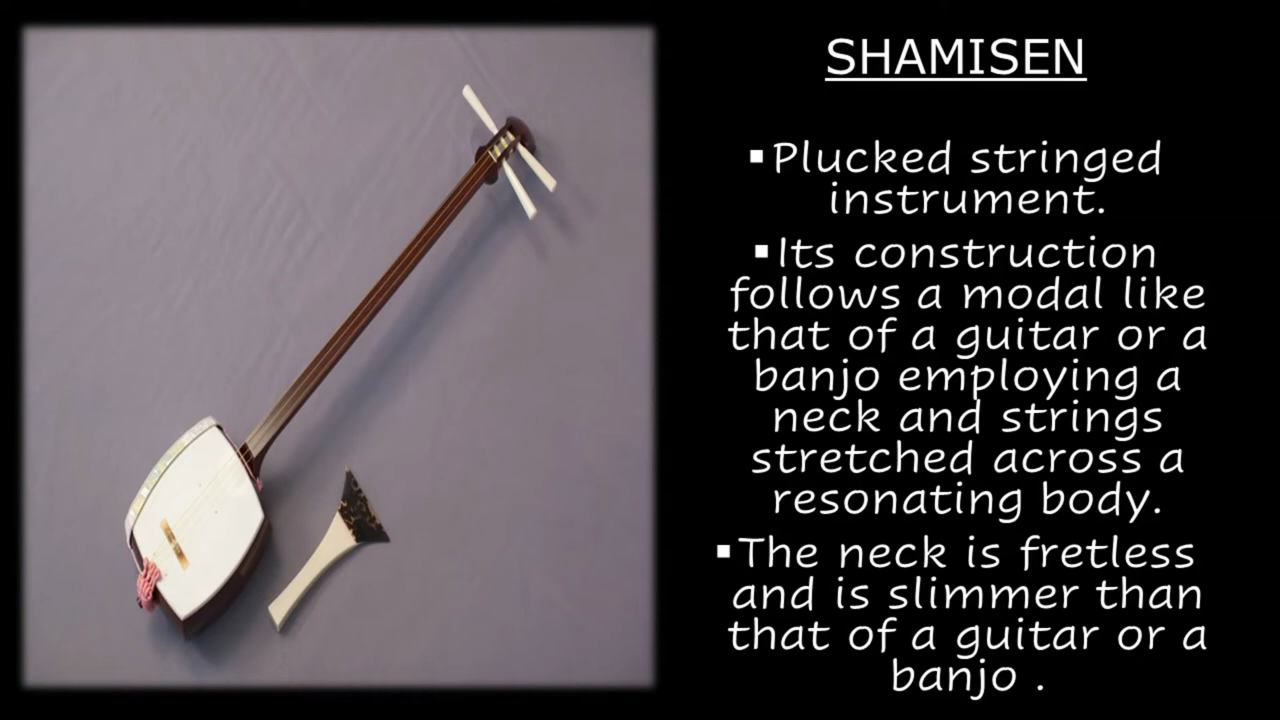 SHAMISEN
▪Plucked stringed
instrument.
▪Its construction
follows a modal like
that of a guitar or a
banjo employing a
neck and strings
stretched across a
resonating body.
▪The neck is fretless
and is slimmer than
that of a guitar or a
banjo .